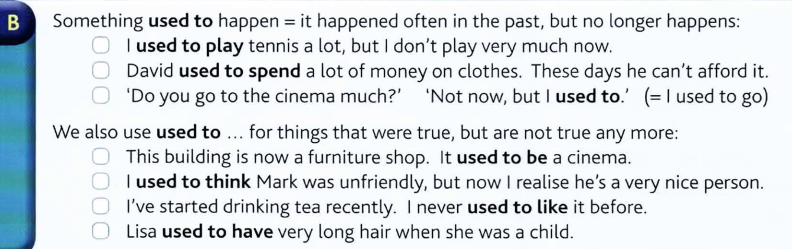 B
Something used to happen = it happened often in the past, but no longer happens:
I used to play tennis a lot, but I don't play very much now.
David used to spend a lot of money on clothes. These days he can't afford it.
'Do you go to the cinema much?' 'Not now, but I used to.' (= I used to go)
We also use used to ... for things that were true, but are not true any more:
This building is now a furniture shop. It used to be a cinema.
I used to think Mark was unfriendly, but now I realise he's a very nice person.
I've started drinking tea recently. I never used to like it before.
Lisa used to have very long hair when she was a child.